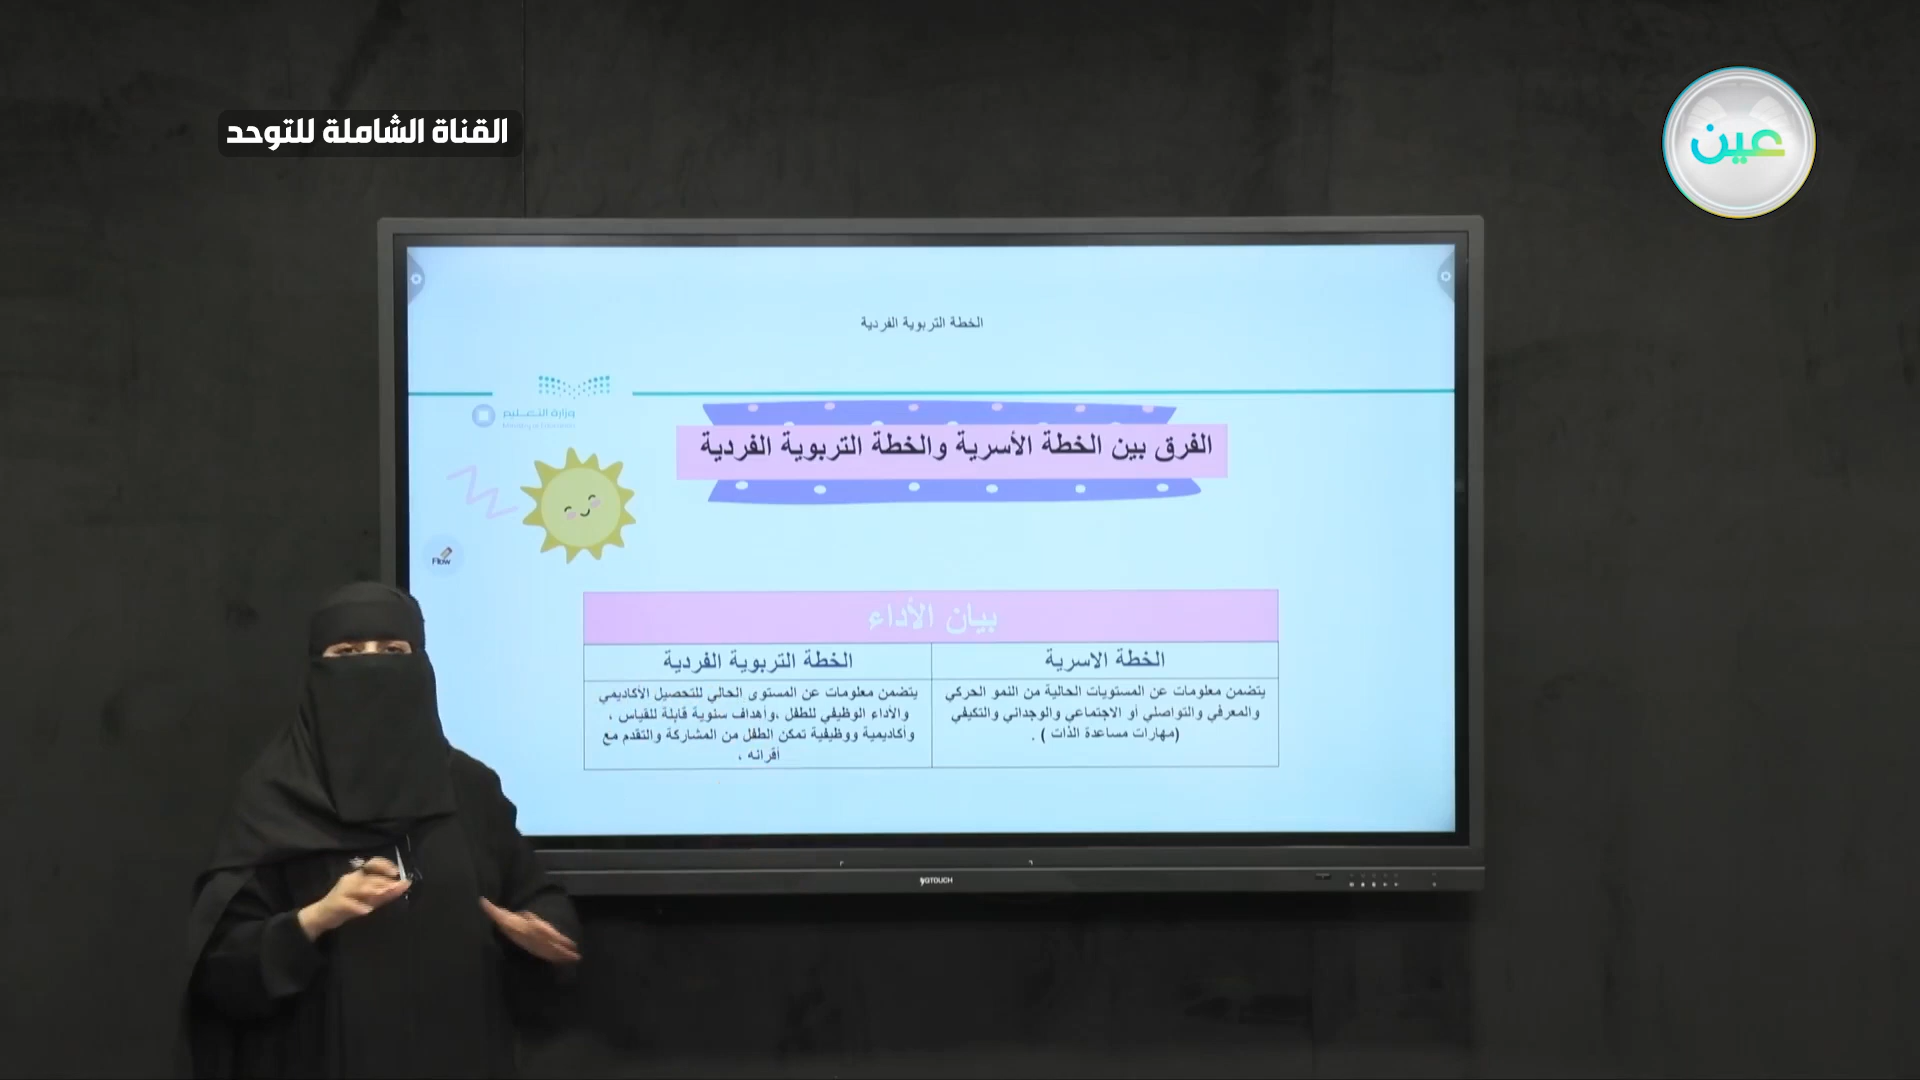 القناة الشاملة للتوحد
عين
الخطة التربوية الفردية
وزارة التعليم
الفرق بين الخطة الأسرية والخطة التربوية الفردية
Flow
بيان الأداء
الخطة الاسرية
يتضمن معلومات عن المستويات الحالية من النمو الحركي
والمعرفي والتواصلي أو الاجتماعي والوجداني والتكيفي
(مهارات مساعدة الذات ) .
الخطة التربوية الفردية
يتضمن معلومات عن المستوى الحالي للتحصيل الأكاديمي
والأداء الوظيفي للطفل ،وأهداف سنوية قابلة للقياس ،
وأكاديمية ووظيفية تمكن الطفل من المشاركة والتقدم مع
أقرانه ،